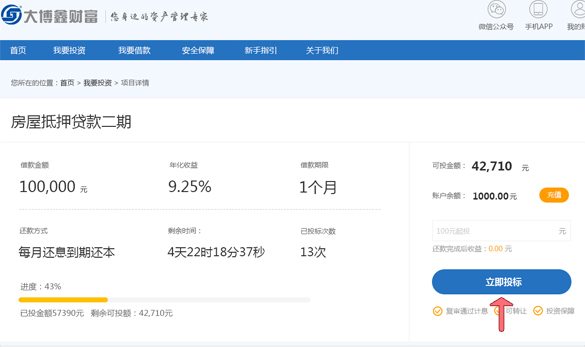 大博鑫财富 您身边的资产管理专家
微信公众号 手机APP 我的
首页 我要投资 我要借款 安全保障 新手指引 关于我们
您所在的位置：首页 > 我要投资 > 项目详情
房屋抵押贷款二期
借款金额 年化收益 借款期限
100,000 元 9.25% 1个月
可投金额： 42,710 元
账户余额： 1000.00元 充值
还款方式 剩余时间： 已投标次数
每月还息到期还本 4天22时18分37秒 13次
100元起投 元
还款完成后收益：0.00 元
进度：43%
立即投标
已投金额57390元 剩余可投额：42,710元
复审通过计息 可转让 投资保障